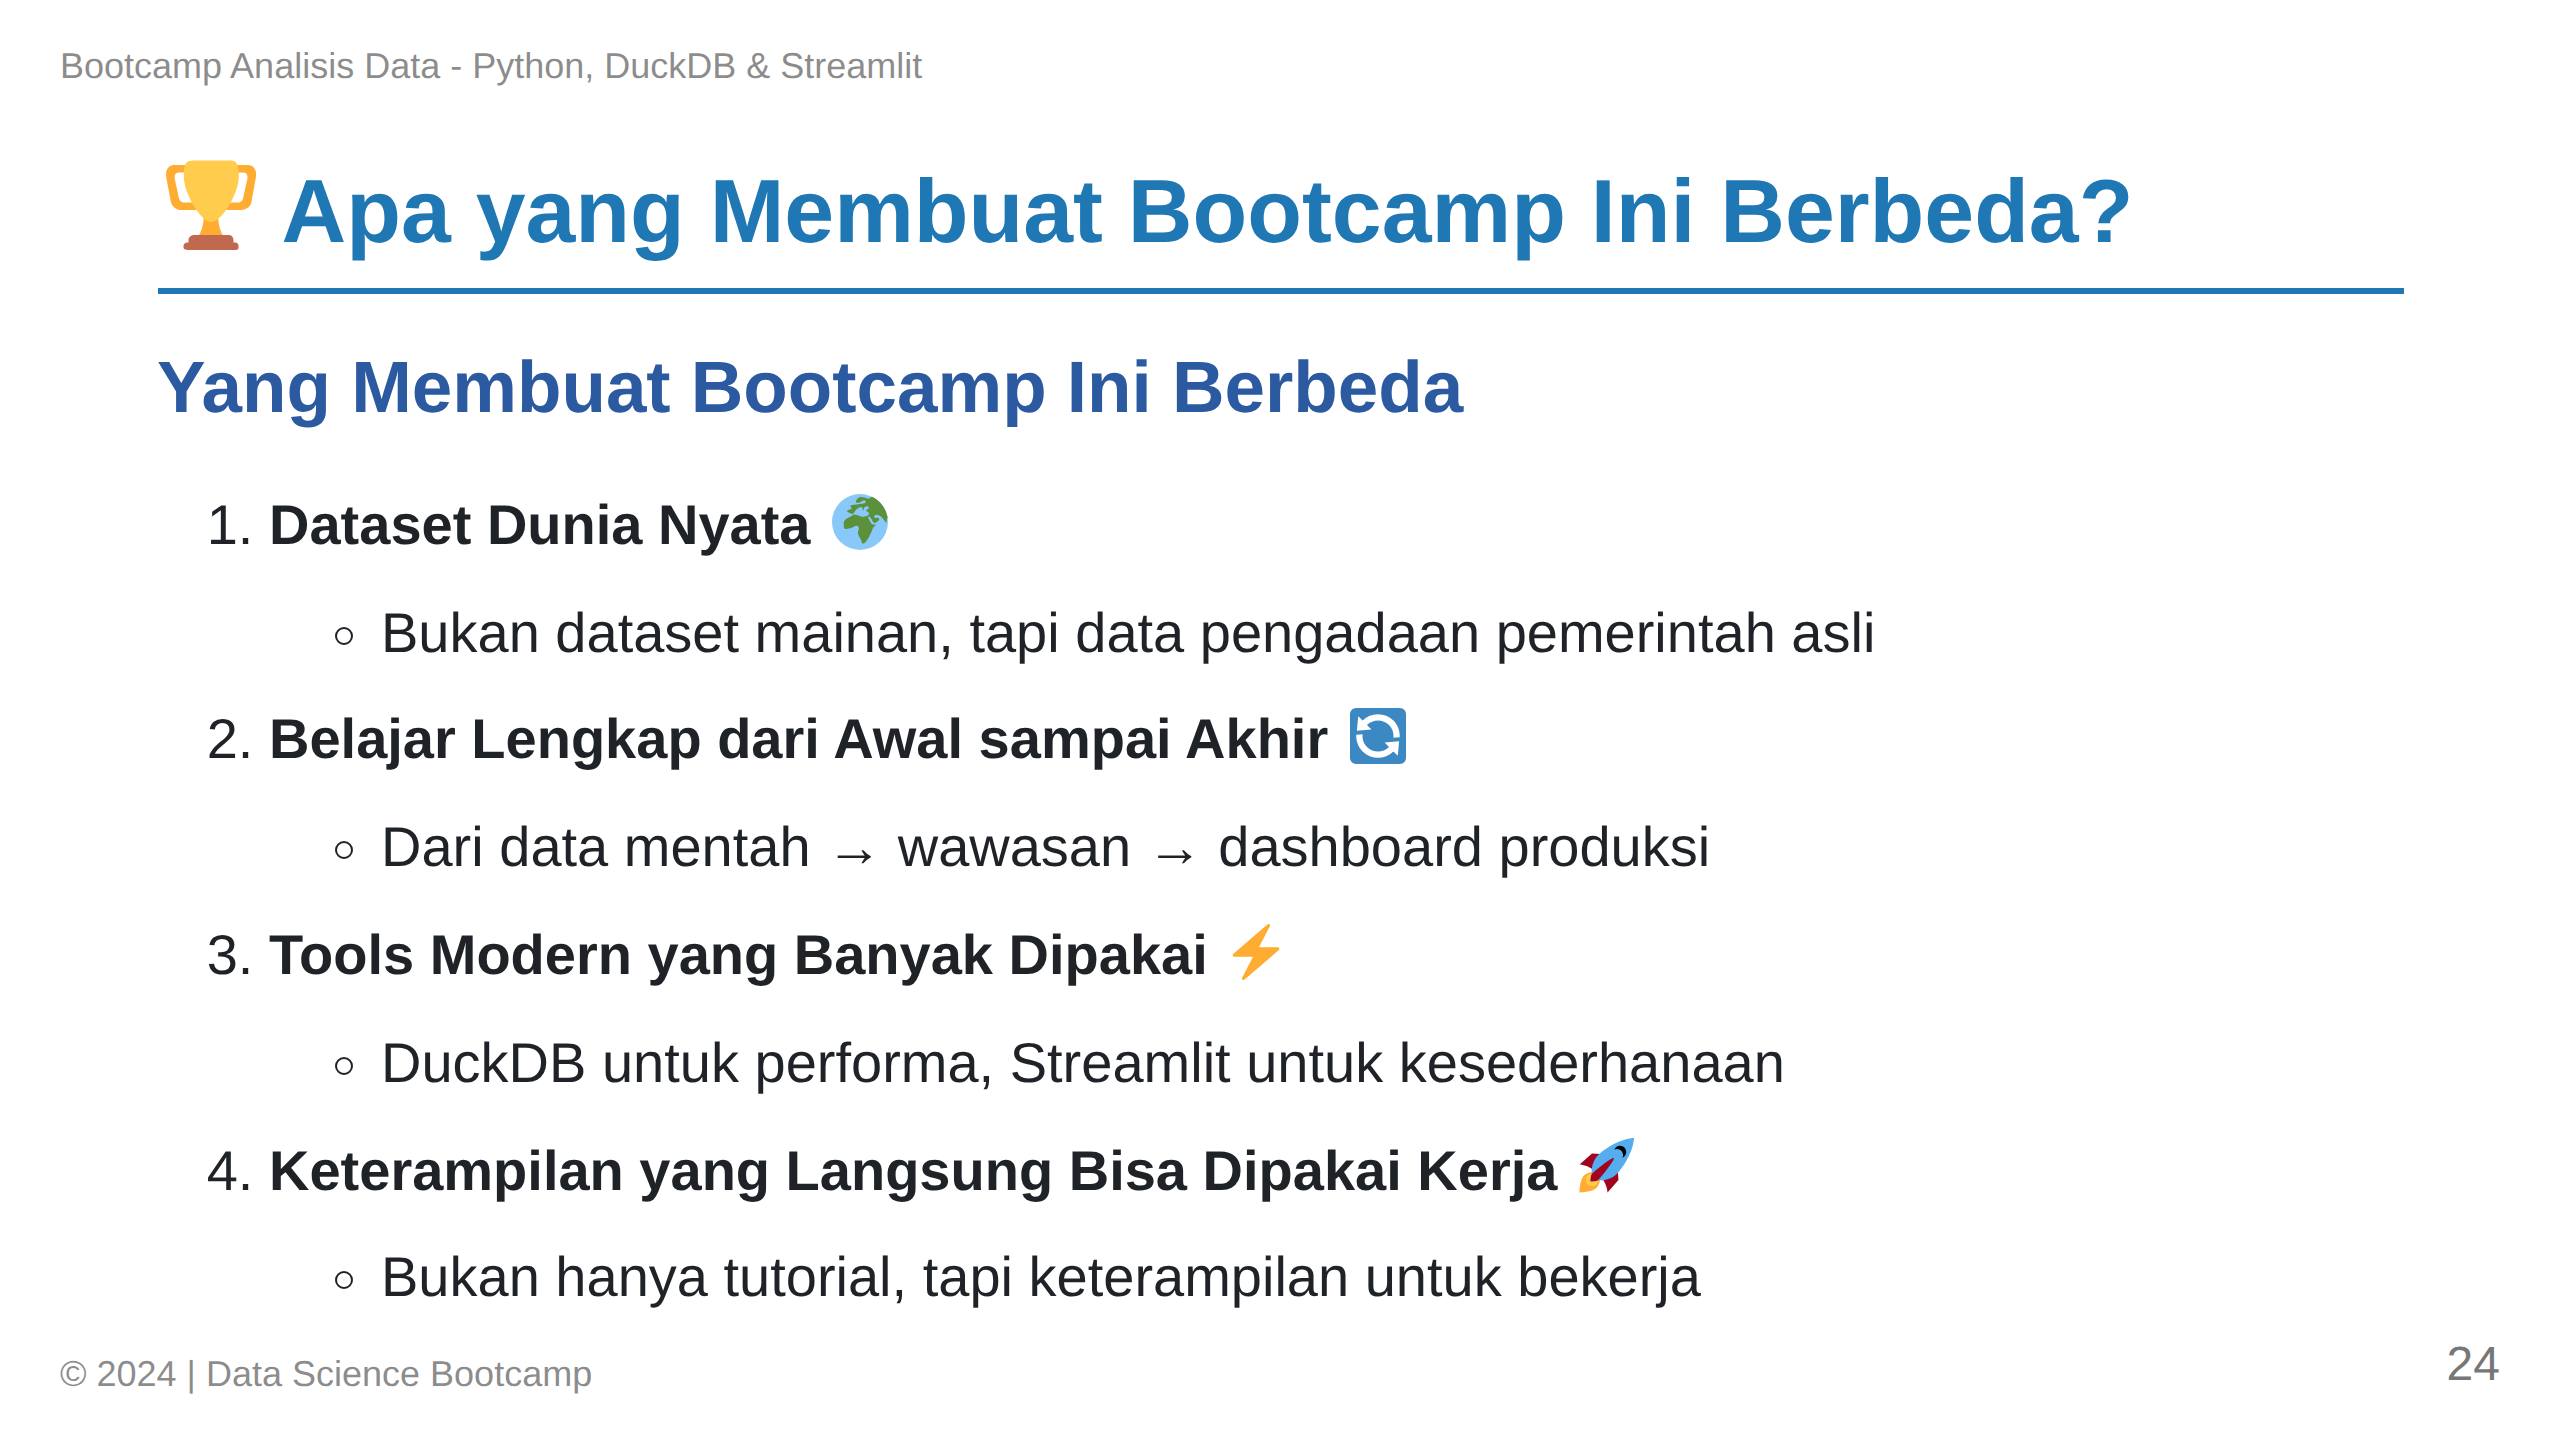 Bootcamp Analisis Data - Python, DuckDB & Streamlit
🏆 Apa yang Membuat Bootcamp Ini Berbeda?
Yang Membuat Bootcamp Ini Berbeda
1. Dataset Dunia Nyata 🌍
◦ Bukan dataset mainan, tapi data pengadaan pemerintah asli
2. Belajar Lengkap dari Awal sampai Akhir 🔄
◦ Dari data mentah → wawasan → dashboard produksi
3. Tools Modern yang Banyak Dipakai ⚡
◦ DuckDB untuk performa, Streamlit untuk kesederhanaan
4. Keterampilan yang Langsung Bisa Dipakai Kerja 🚀
◦ Bukan hanya tutorial, tapi keterampilan untuk bekerja
© 2024 | Data Science Bootcamp
24